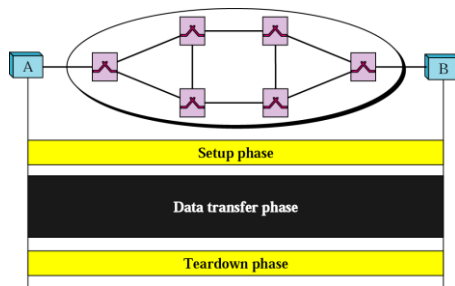 A
B
Setup phase
Data transfer phase
Teardown phase